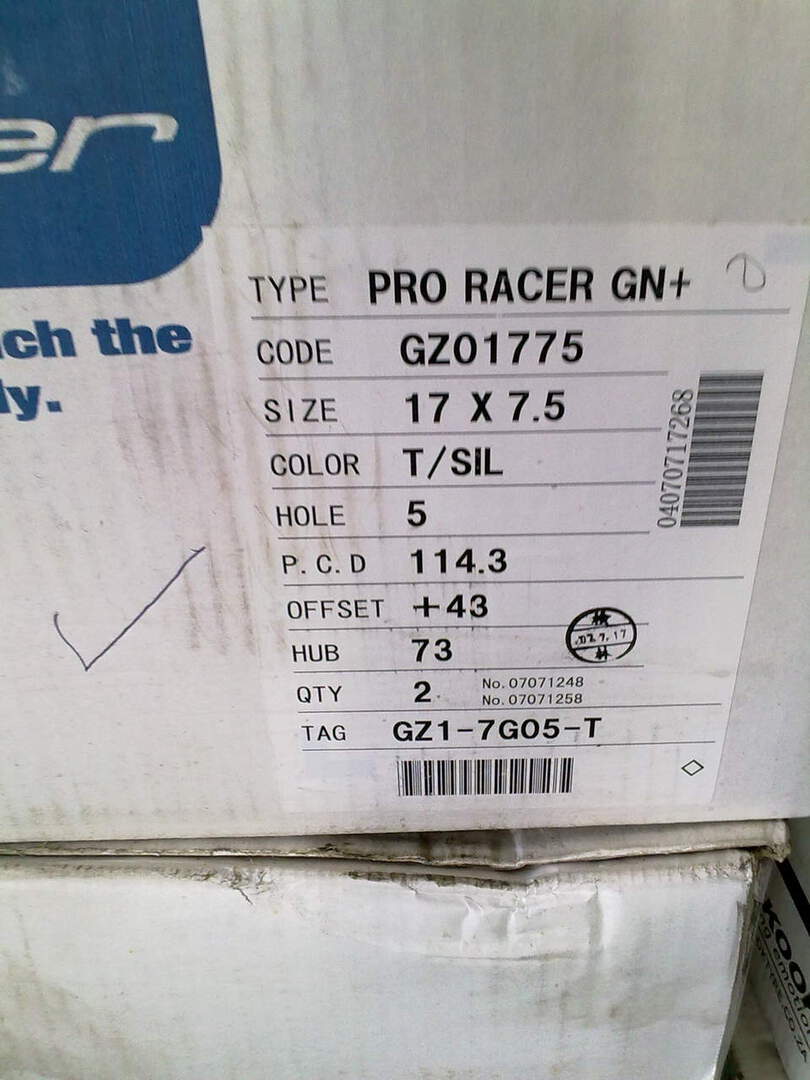 er
ch the
ly.
TYPE PRO RACER GN+
CODE GZ01775
SIZE 17 X 7.5
COLOR T/SIL
HOLE 5
P.C.D 114.3
OFFSET +43
HUB 73
QTY 2
No.07071248
No.07071258
TAG GZ1-7G05-T
04070717268
KOO